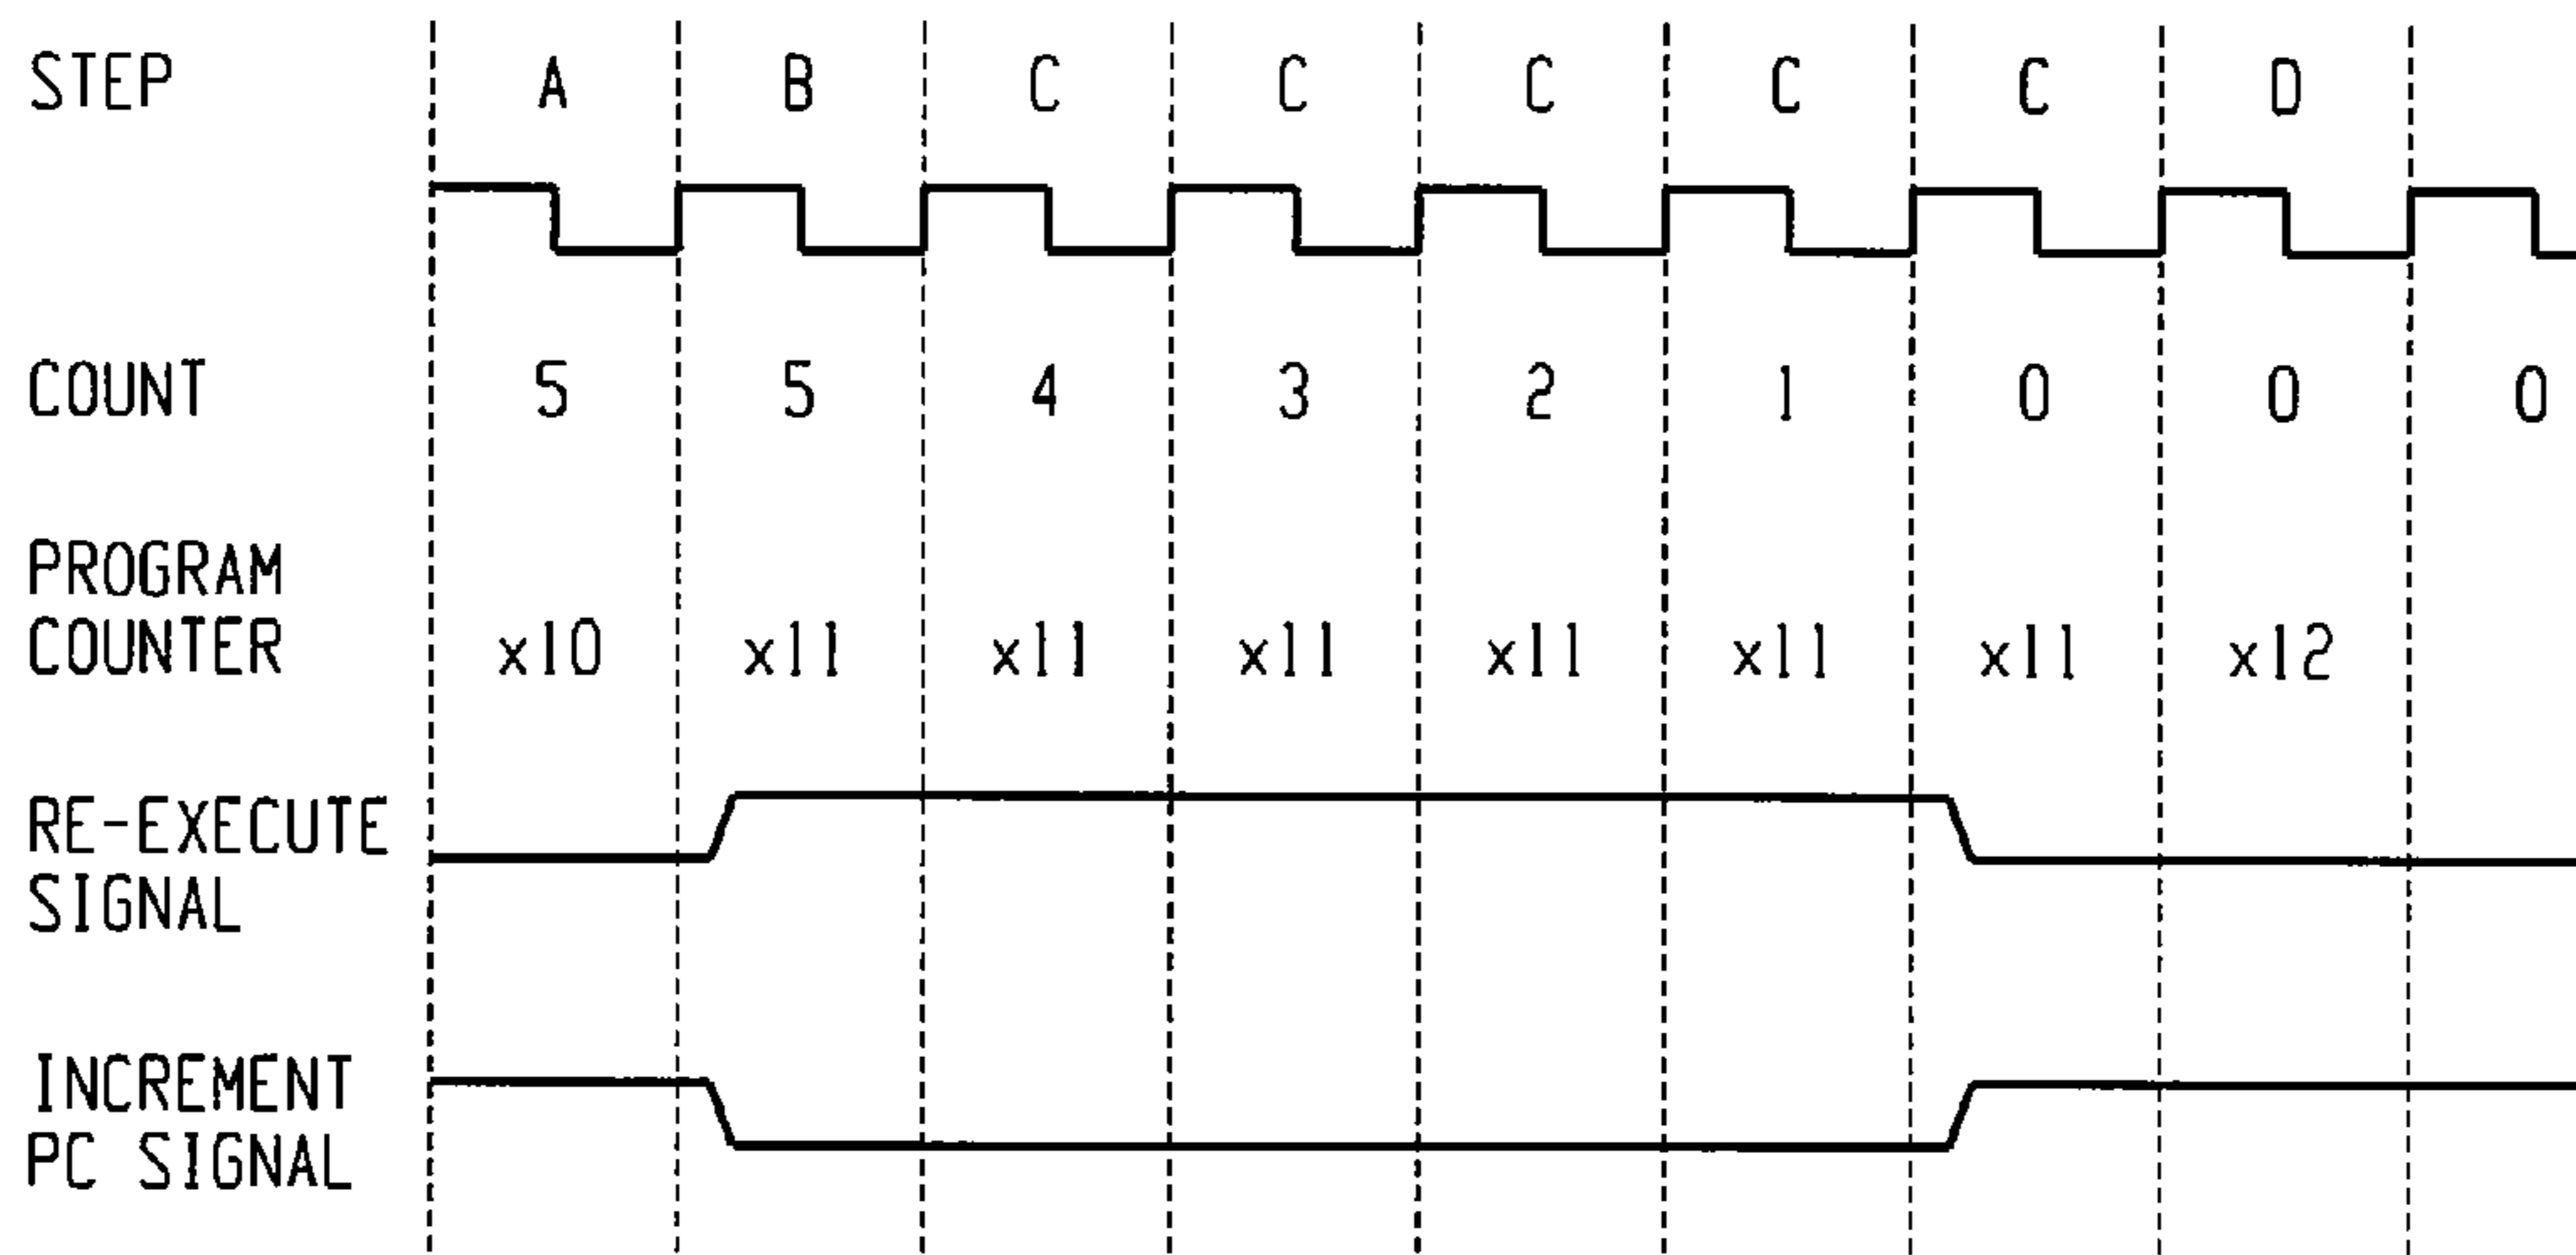 STEP A B C C C C C D
COUNT 5 5 4 3 2 1 0 0 0
PROGRAM
COUNTER x10 x11 x11 x11 x11 x11 x11 x12
RE-EXECUTE
SIGNAL
INCREMENT
PC SIGNAL